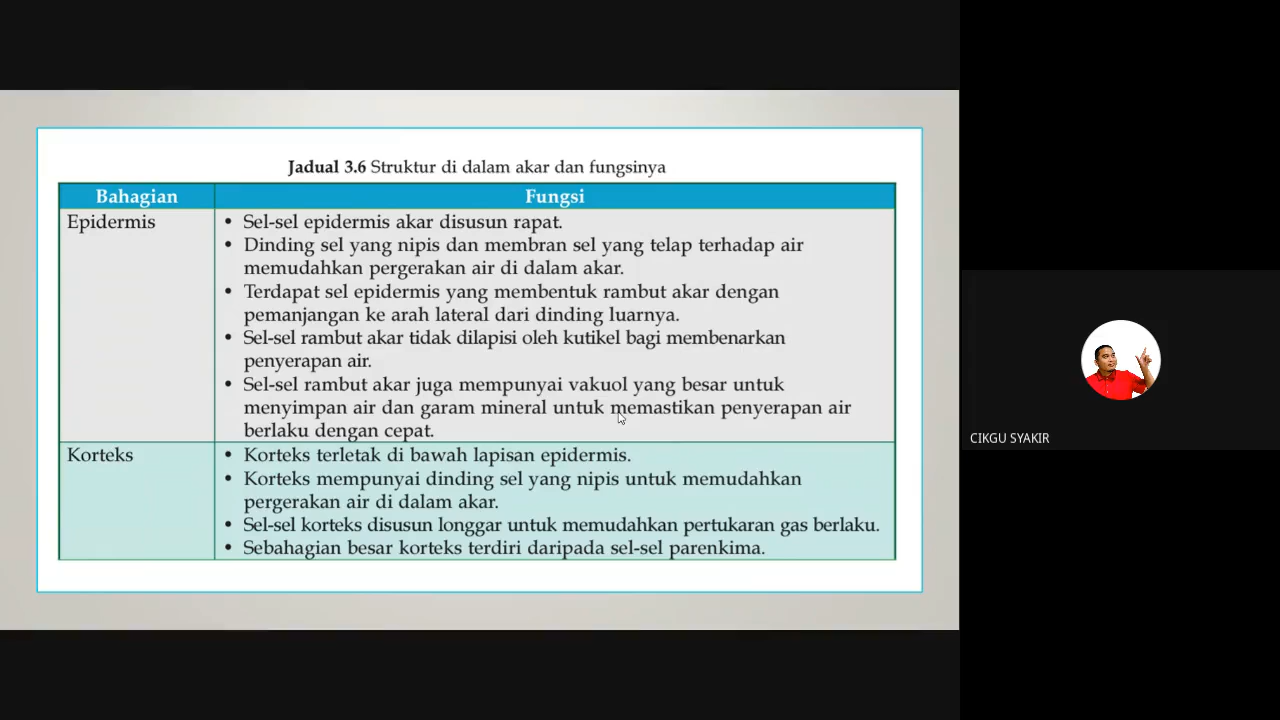 Jadual 3.6 Struktur di dalam akar dan fungsinya
Bahagian
Fungsi
Epidermis
• Sel-sel epidermis akar disusun rapat.
• Dinding sel yang nipis dan membran sel yang telap terhadap air
memudahkan pergerakan air di dalam akar.
• Terdapat sel epidermis yang membentuk rambut akar dengan
pemanjangan ke arah lateral dari dinding luarnya.
• Sel-sel rambut akar tidak dilapisi oleh kutikel bagi membenarkan
penyerapan air.
• Sel-sel rambut akar juga mempunyai vakuol yang besar untuk
menyimpan air dan garam mineral untuk memastikan penyerapan air
berlaku dengan cepat.
Korteks
• Korteks terletak di bawah lapisan epidermis.
• Korteks mempunyai dinding sel yang nipis untuk memudahkan
pergerakan air di dalam akar.
• Sel-sel korteks disusun longgar untuk memudahkan pertukaran gas berlaku.
• Sebahagian besar korteks terdiri daripada sel-sel parenkima.
CIKGU SYAKIR